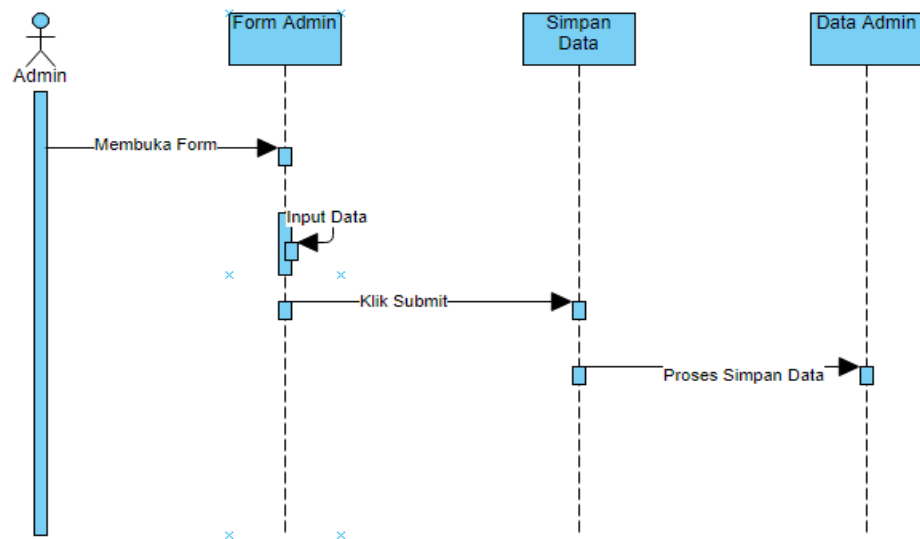 Admin
Form Admin
Simpan
Data
Data Admin
Membuka Form
Input Data
Klik Submit
Proses Simpan Data